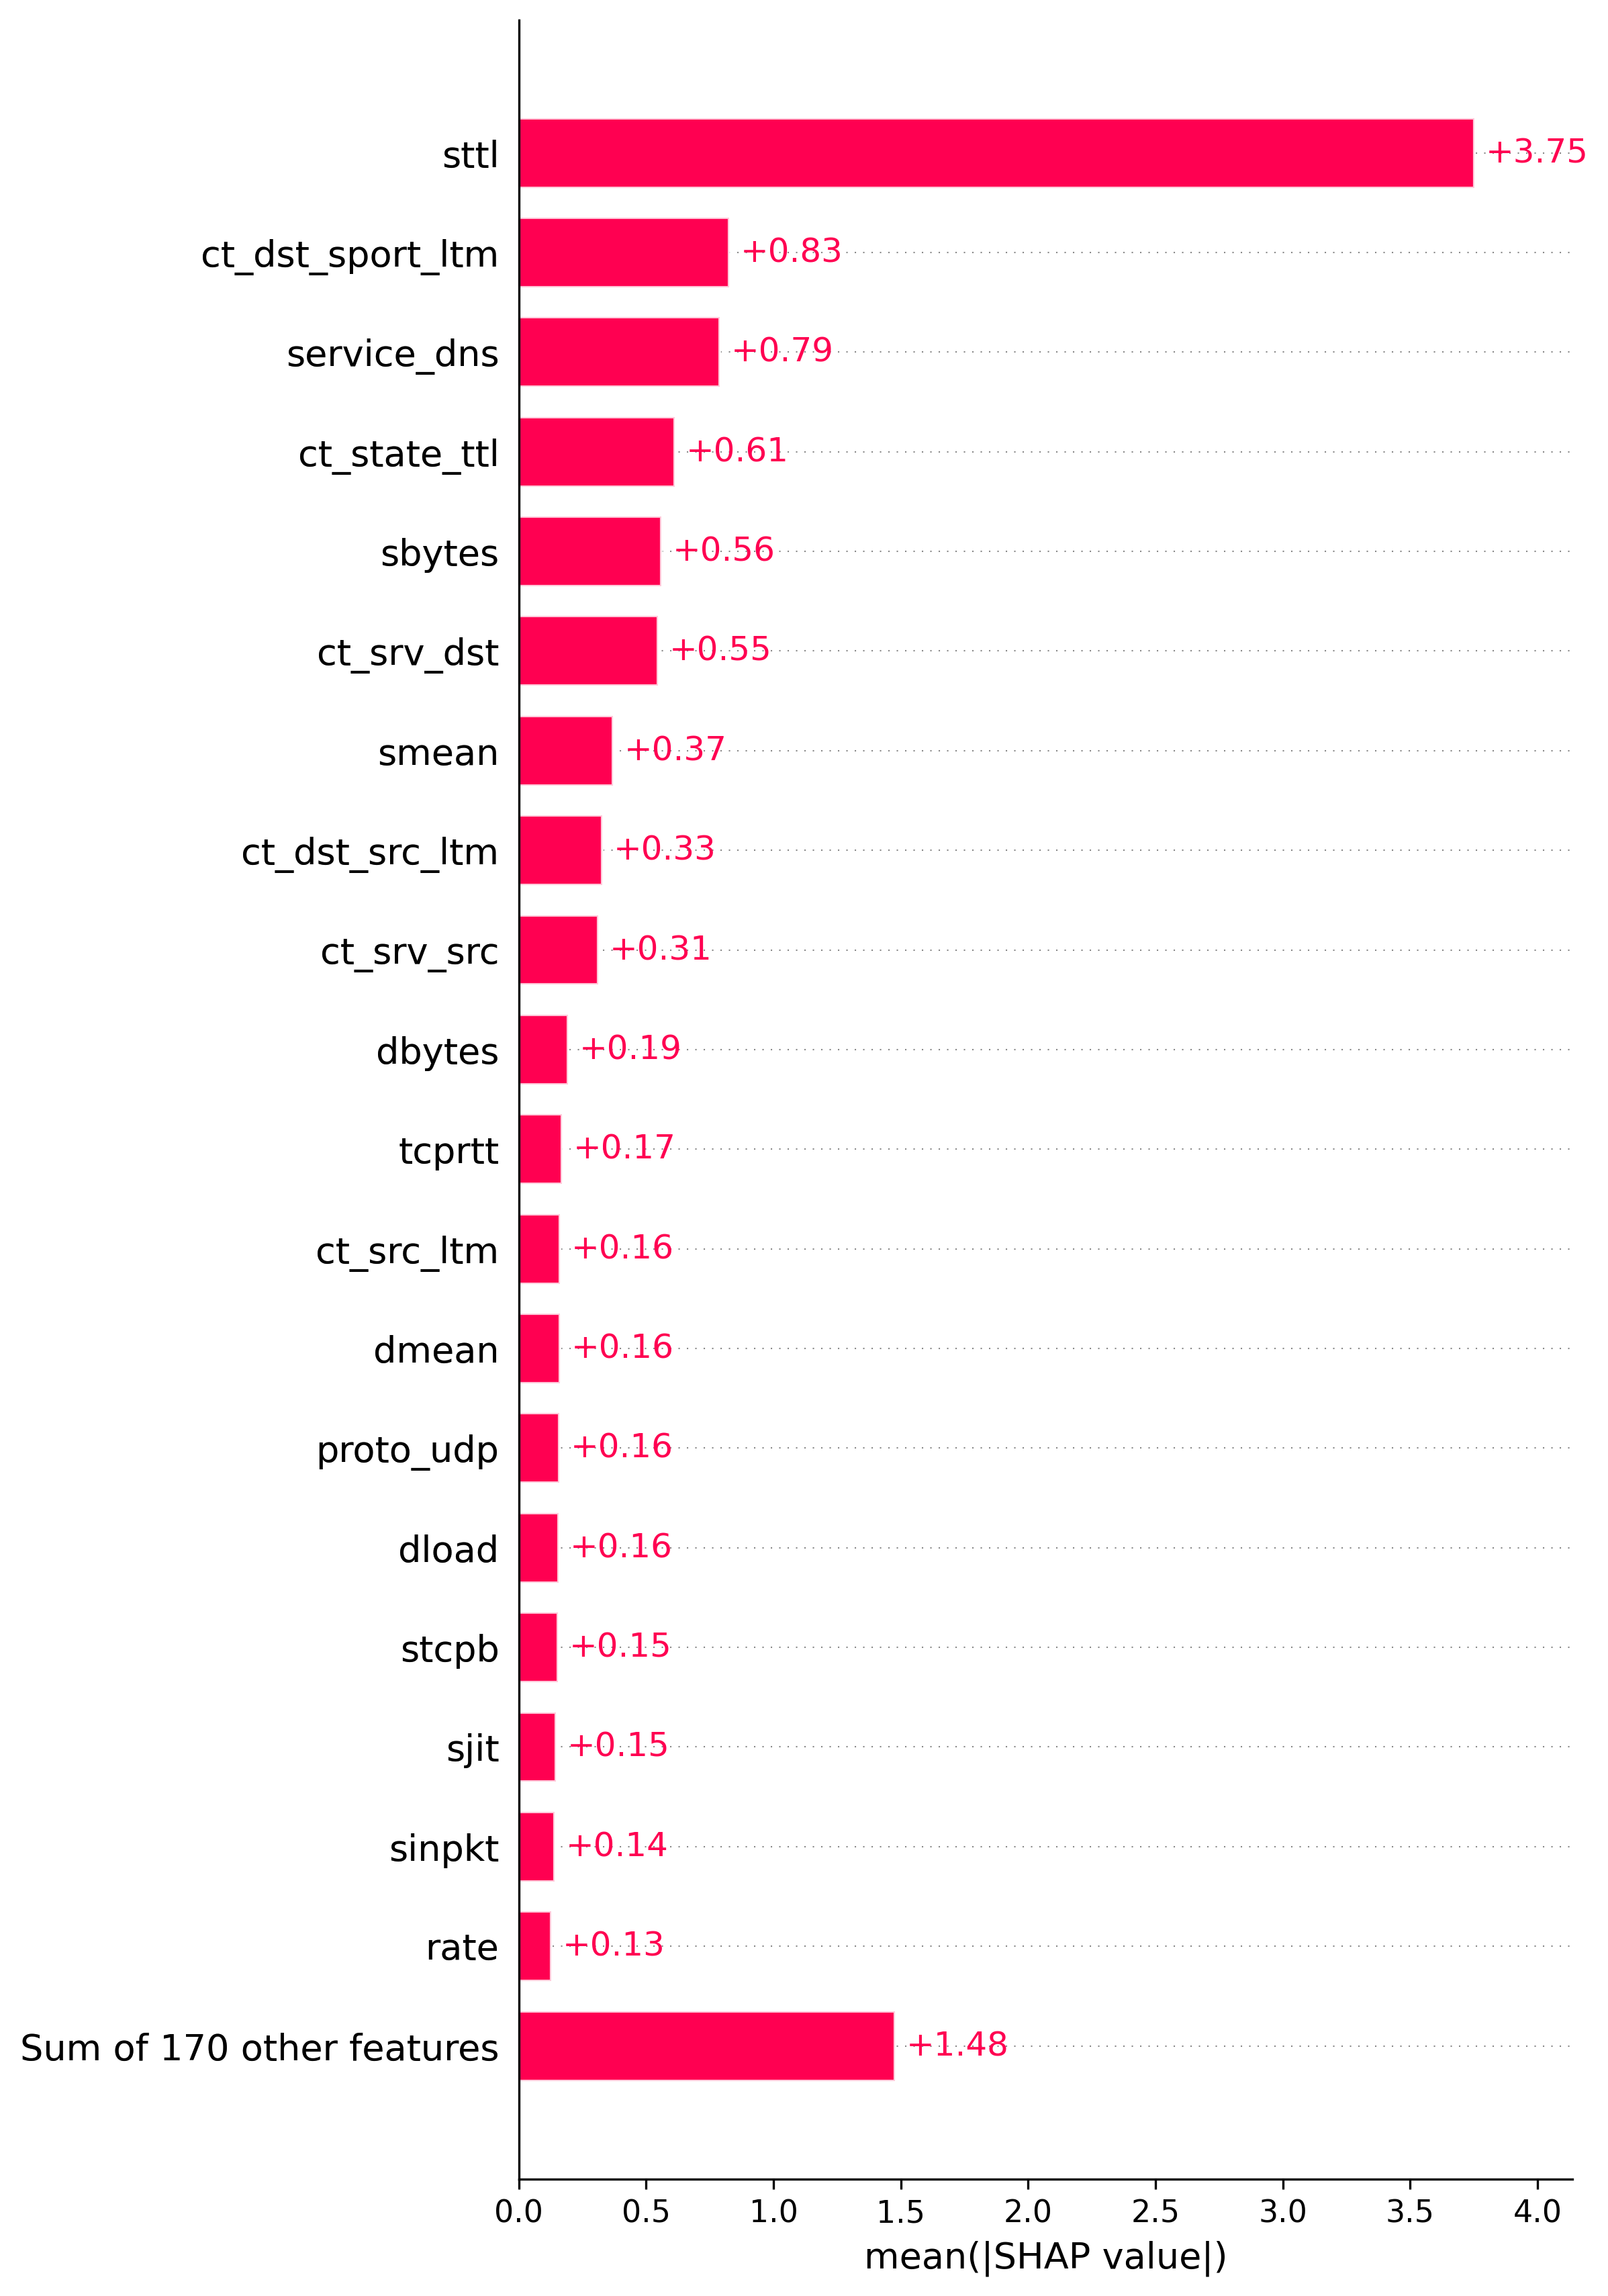 sttl +3.75
ct_dst_sport_ltm +0.83
service_dns +0.79
ct_state_ttl +0.61
sbytes +0.56
ct_srv_dst +0.55
smean +0.37
ct_dst_src_ltm +0.33
ct_srv_src +0.31
dbytes +0.19
tcprtt +0.17
ct_src_ltm +0.16
dmean +0.16
proto_udp +0.16
dload +0.16
stcpb +0.15
sjit +0.15
sinpkt +0.14
rate +0.13
Sum of 170 other features +1.48
0.0 0.5 1.0 1.5 2.0 2.5 3.0 3.5 4.0
mean(|SHAP value|)